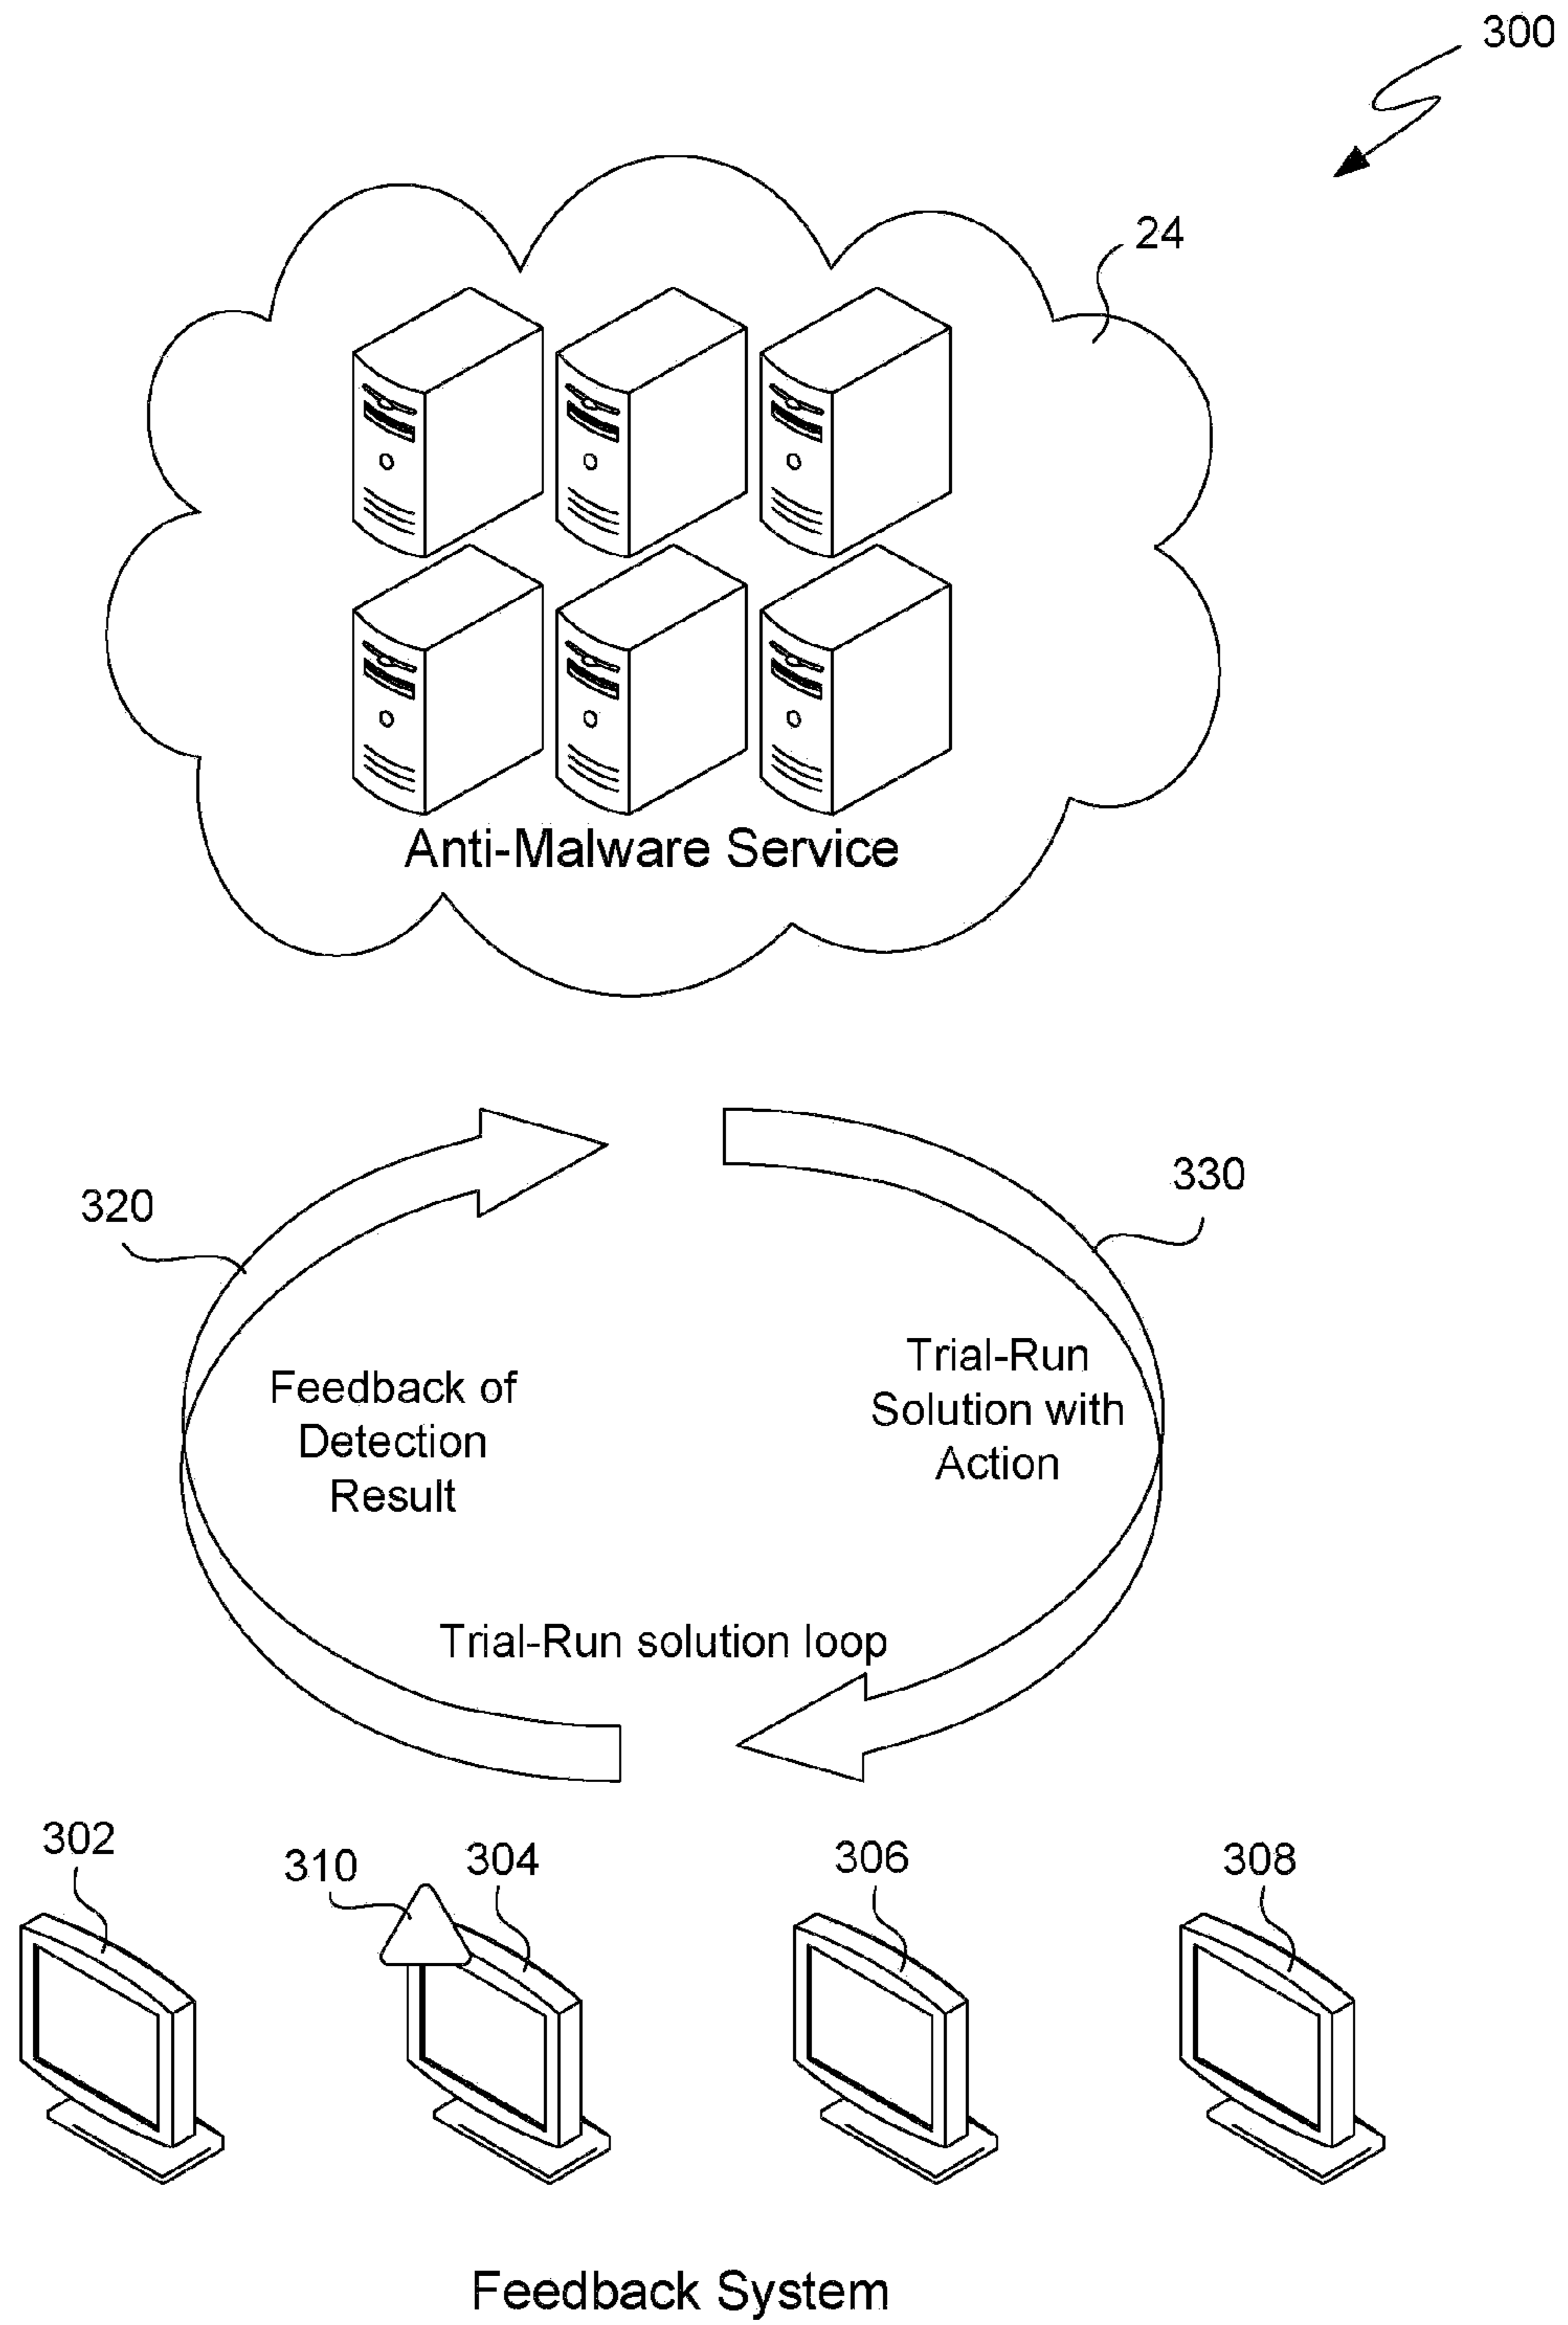 300
24
Anti-Malware Service
320
330
Feedback of
Detection
Result
Trial-Run
Solution with
Action
Trial-Run solution loop
302
310
304
306
308
Feedback System